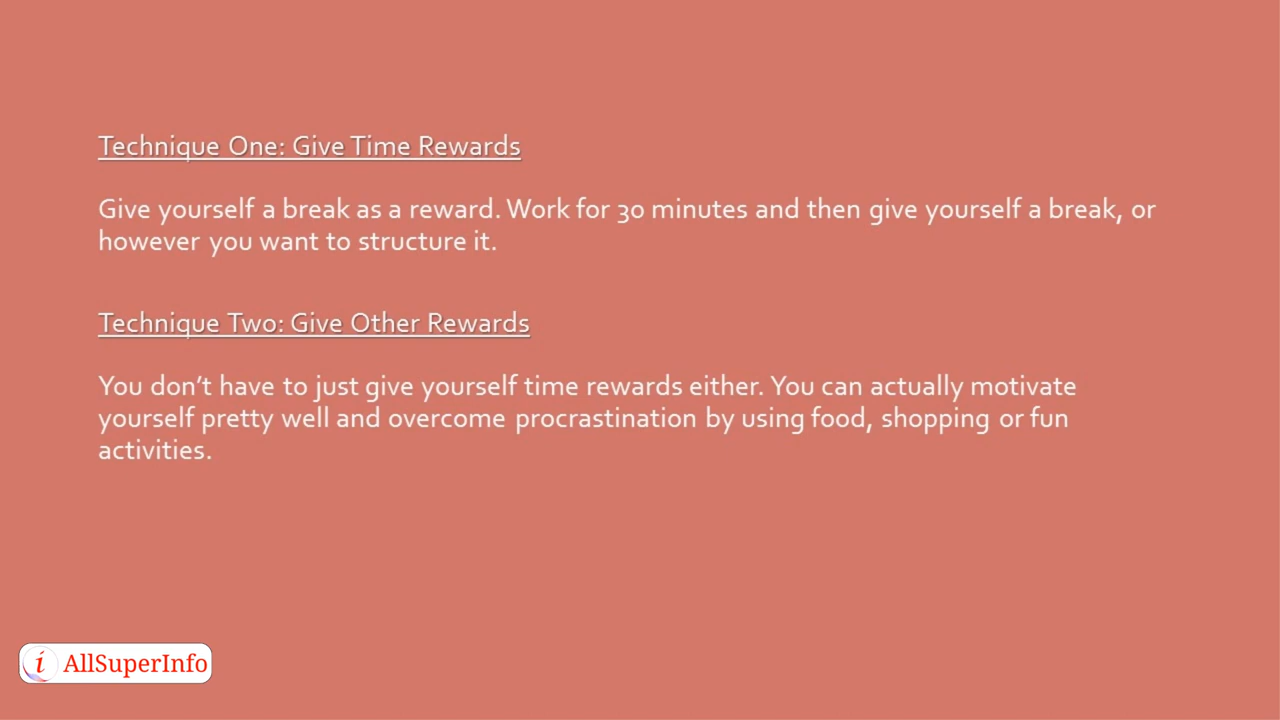 Technique One: Give Time Rewards
Give yourself a break as a reward. Work for 30 minutes and then give yourself a break, or
however you want to structure it.
Technique Two: Give Other Rewards
You don’t have to just give yourself time rewards either. You can actually motivate
yourself pretty well and overcome procrastination by using food, shopping or fun
activities.
i AllSuperInfo